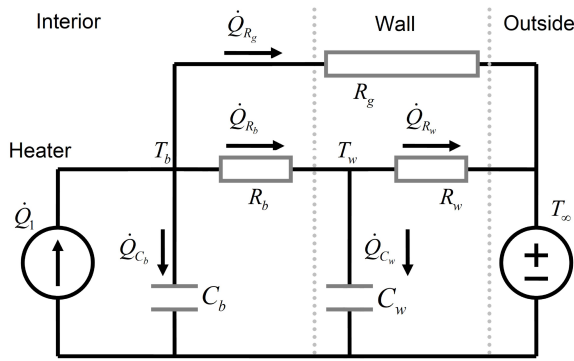 Interior Wall Outside
Q̇_{R_g}
R_g
Q̇_{R_b} Q̇_{R_w}
Heater T_b T_w
R_b R_w
T_∞
Q̇_1 Q̇_{C_b} Q̇_{C_w}
+
−
C_b C_w